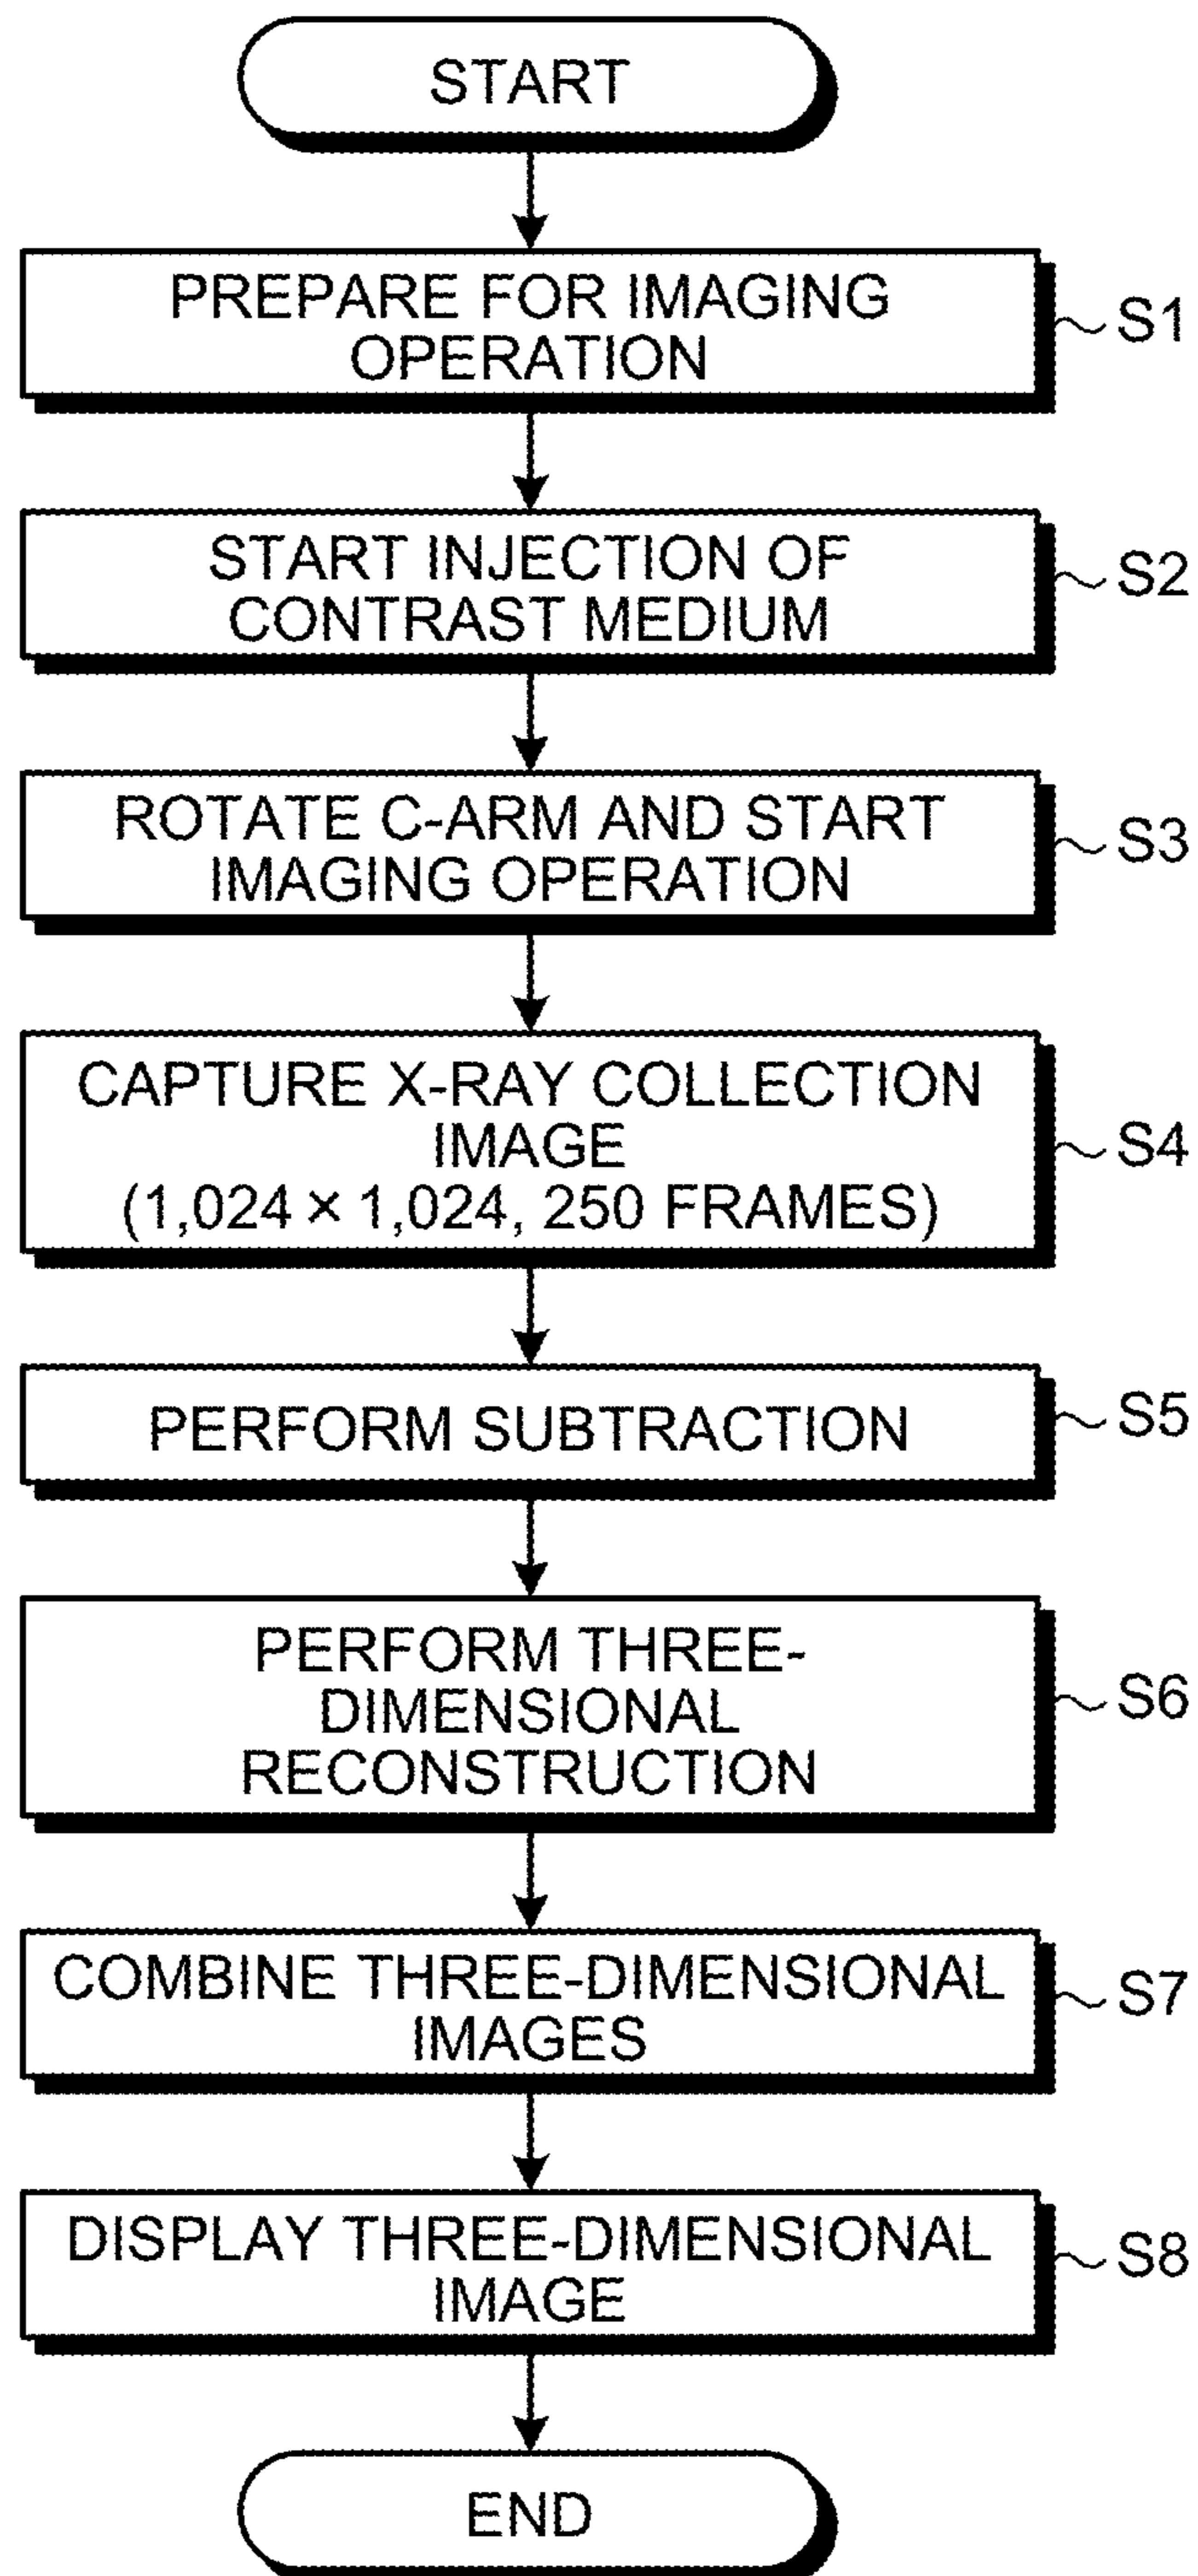 START
PREPARE FOR IMAGING
OPERATION
S1
START INJECTION OF
CONTRAST MEDIUM
S2
ROTATE C-ARM AND START
IMAGING OPERATION
S3
CAPTURE X-RAY COLLECTION
IMAGE
(1,024 × 1,024, 250 FRAMES)
S4
PERFORM SUBTRACTION
S5
PERFORM THREE-
DIMENSIONAL
RECONSTRUCTION
S6
COMBINE THREE-DIMENSIONAL
IMAGES
S7
DISPLAY THREE-DIMENSIONAL
IMAGE
S8
END